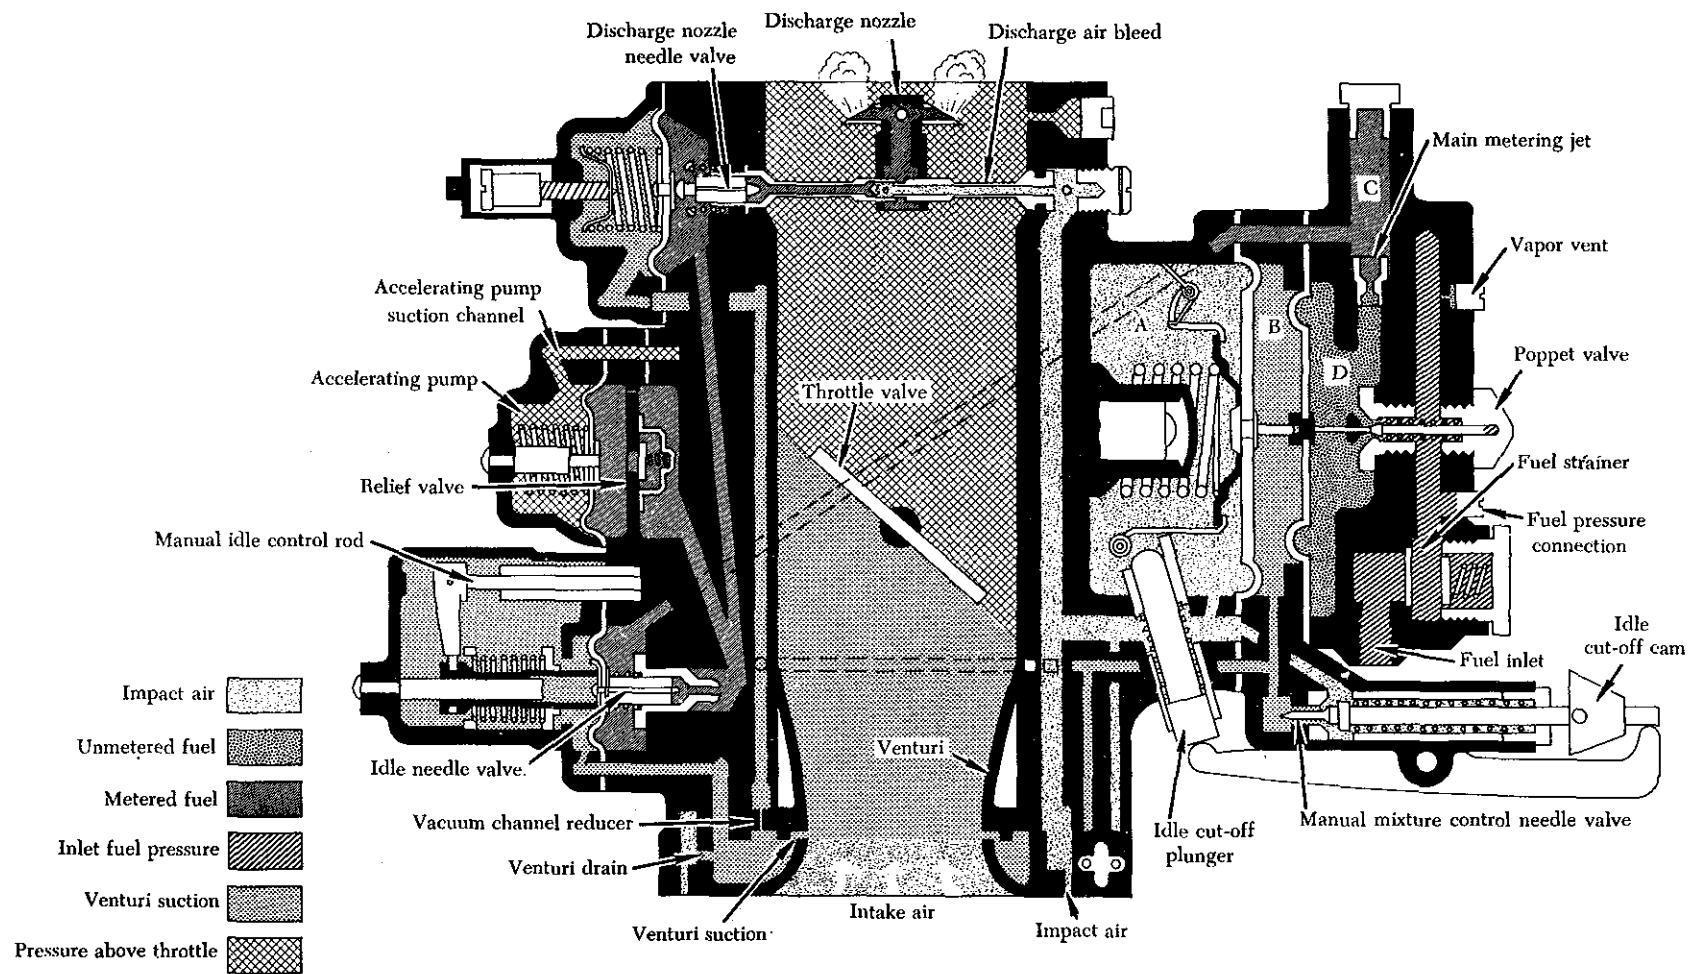 Discharge nozzle
needle valve
Discharge nozzle
Discharge air bleed
Main metering jet
C
Vapor vent
Accelerating pump
suction channel
A
B
D
Poppet valve
Accelerating pump
Throttle valve
Fuel strainer
Relief valve
Fuel pressure
connection
Manual idle control rod
Idle
cut-off cam
Fuel inlet
Impact air
Unmetered fuel
Metered fuel
Inlet fuel pressure
Venturi suction
Pressure above throttle
Idle needle valve.
Venturi
Vacuum channel reducer
Idle cut-off
plunger
Manual mixture control needle valve
Venturi drain
Intake air
Venturi suction
Impact air